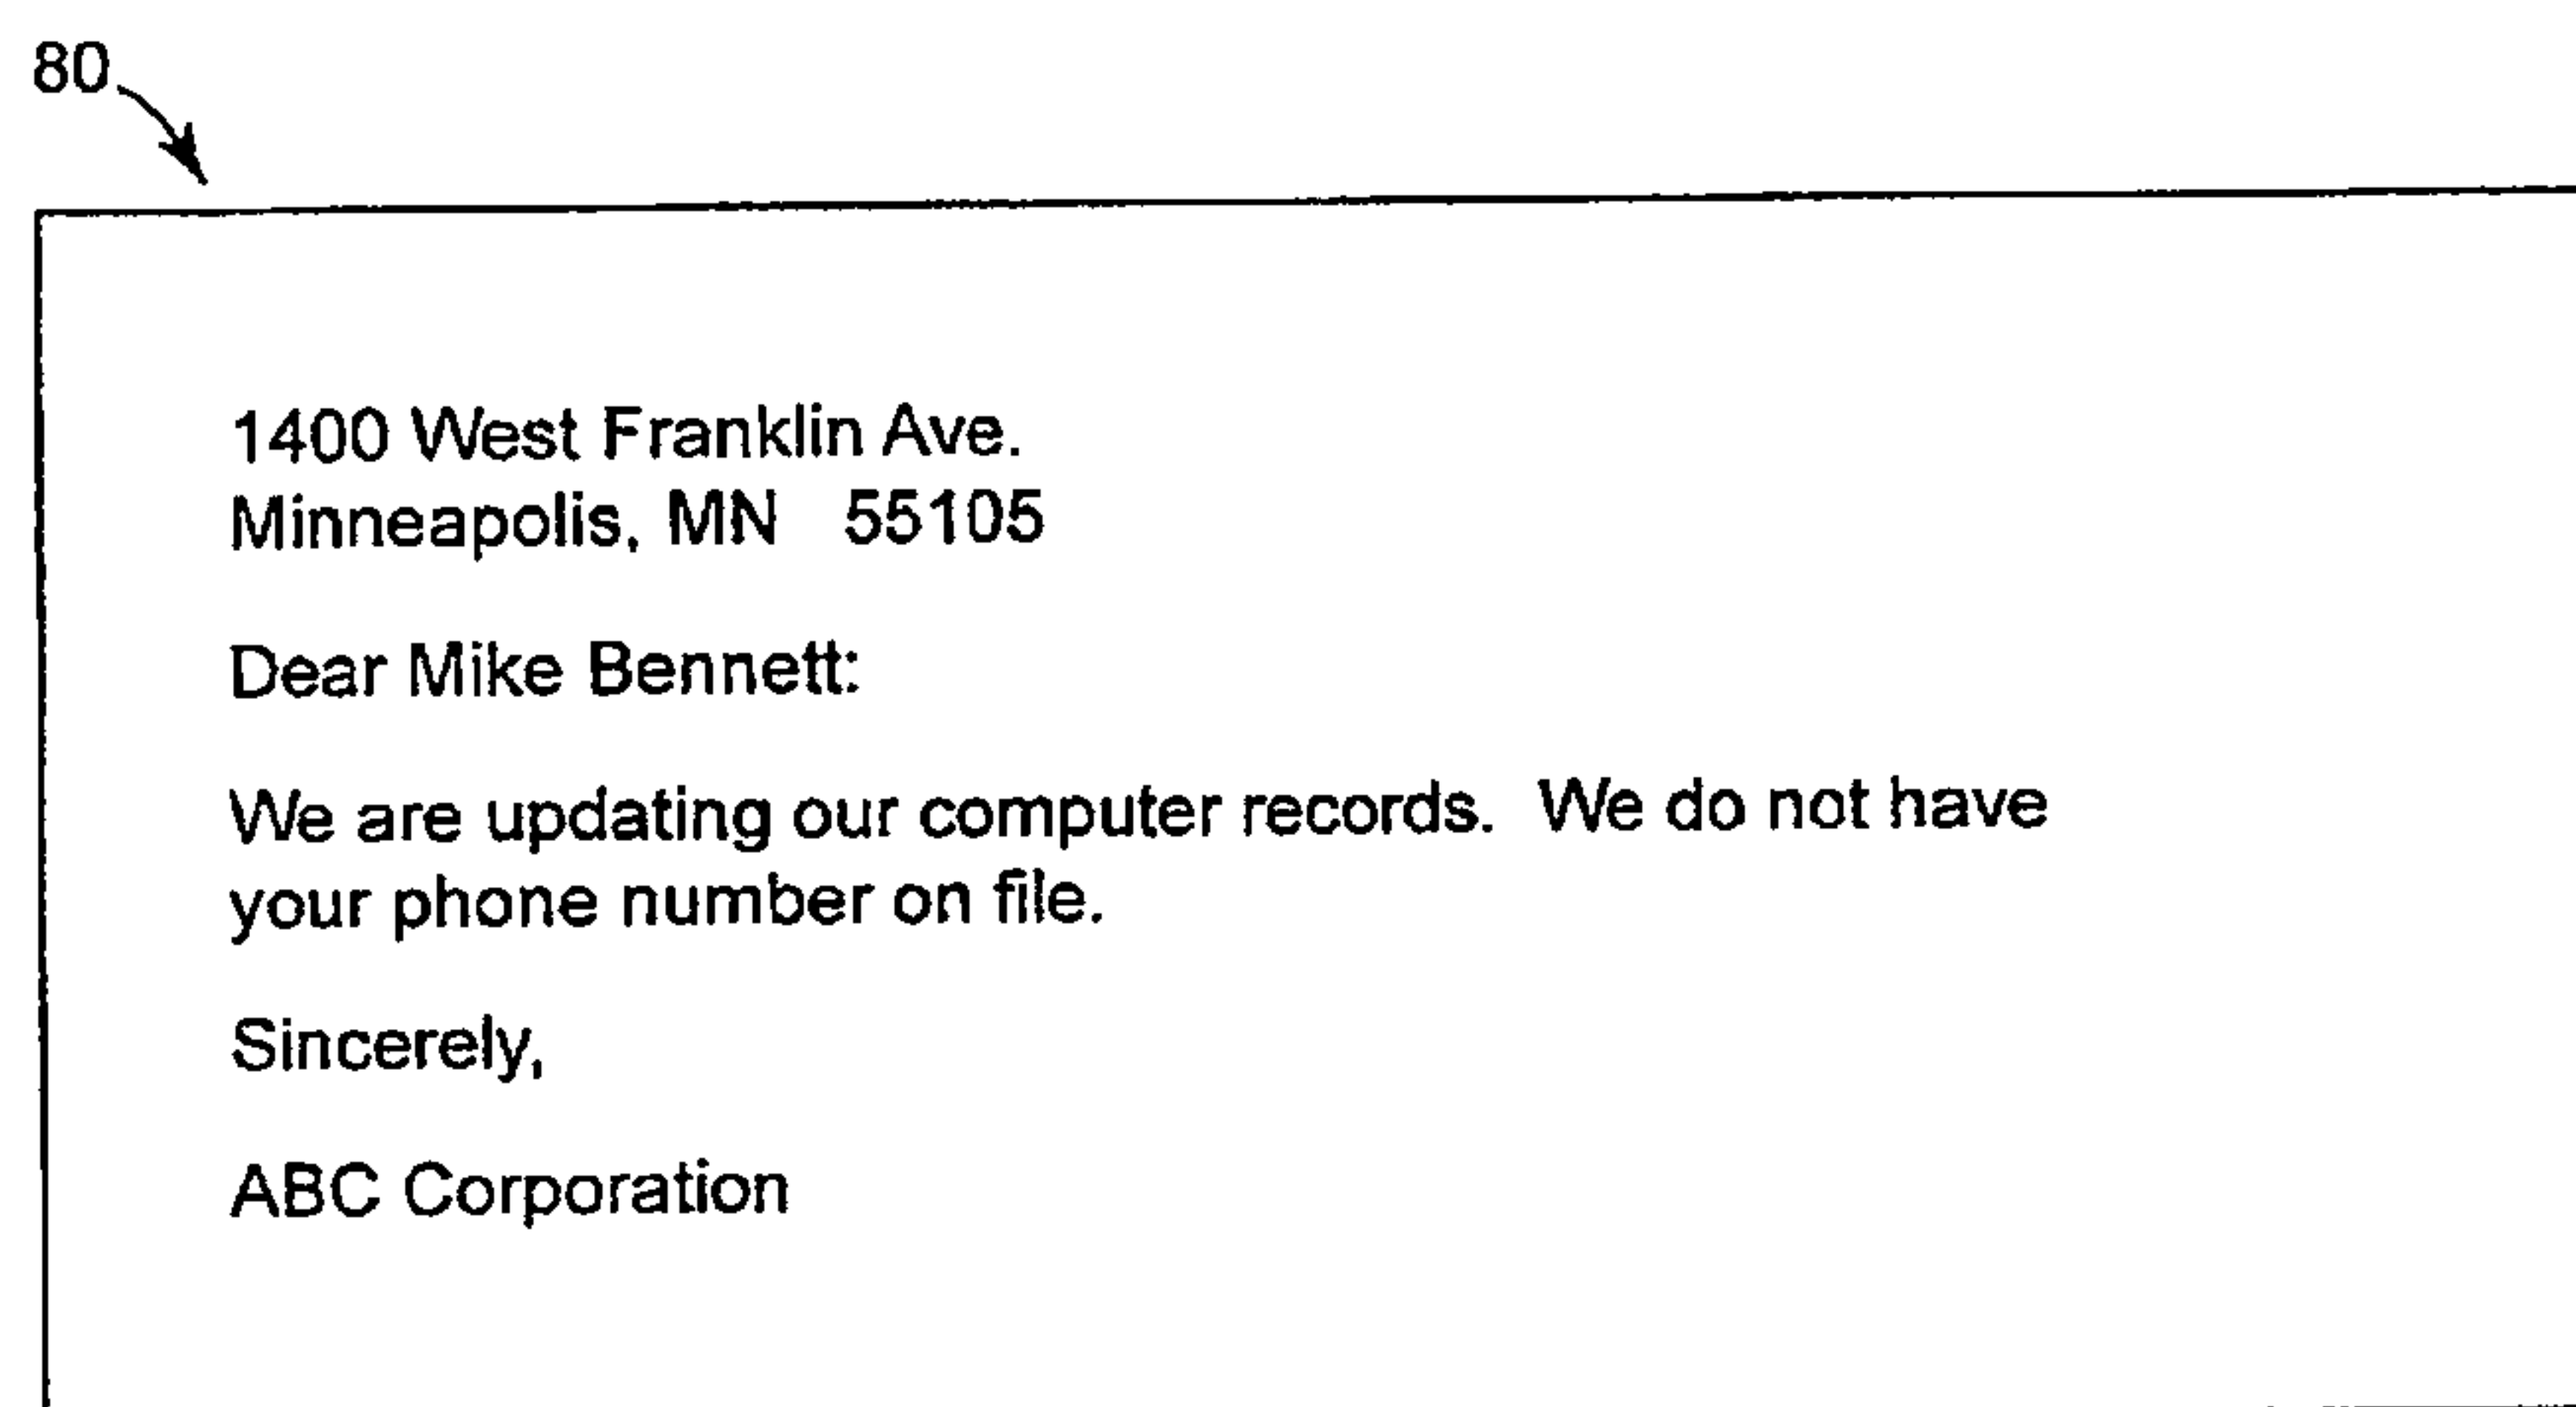 80
1400 West Franklin Ave.
Minneapolis, MN   55105
Dear Mike Bennett:
We are updating our computer records.  We do not have
your phone number on file.
Sincerely,
ABC Corporation